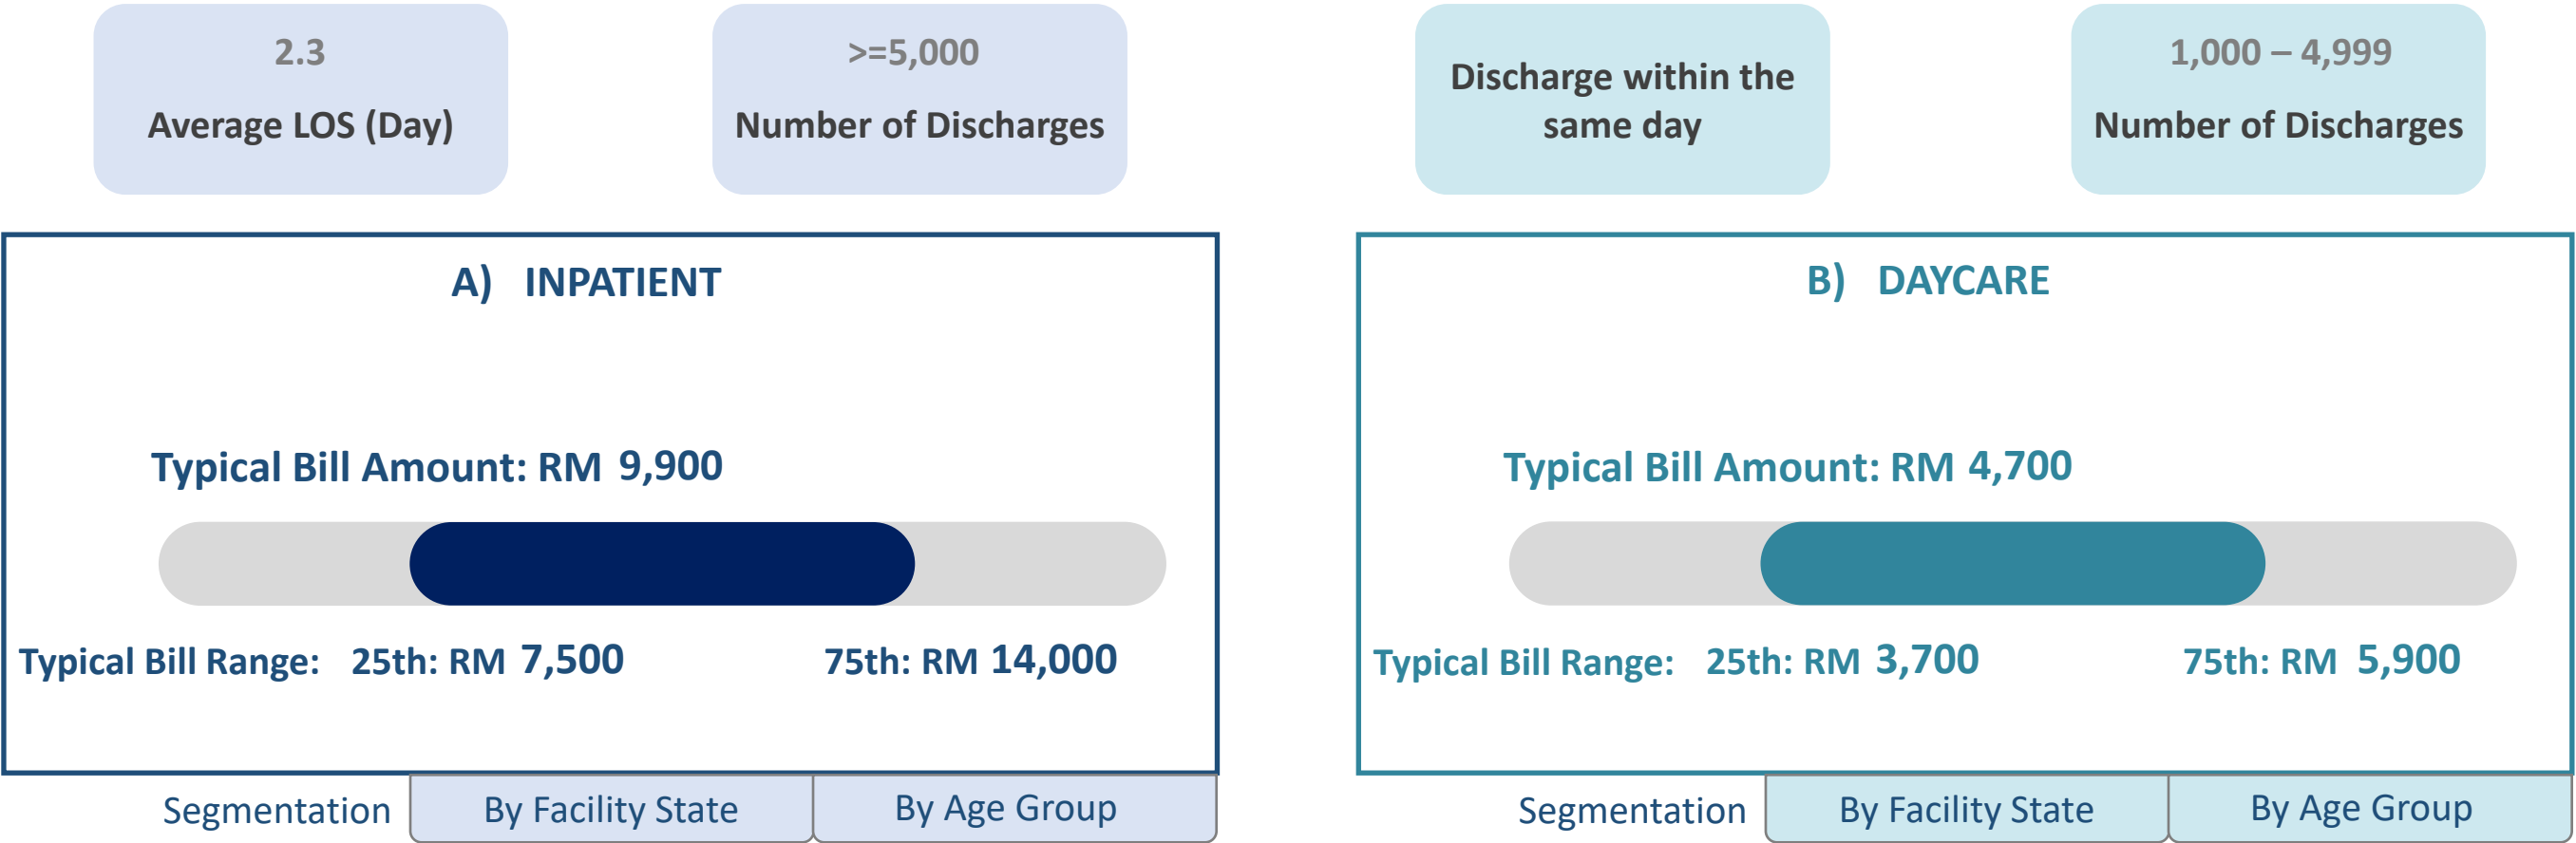 2.3
Average LOS (Day)
>=5,000
Number of Discharges
Discharge within the
same day
1,000 – 4,999
Number of Discharges
A) INPATIENT
Typical Bill Amount: RM 9,900
Typical Bill Range: 25th: RM 7,500 75th: RM 14,000
Segmentation By Facility State By Age Group
B) DAYCARE
Typical Bill Amount: RM 4,700
Typical Bill Range: 25th: RM 3,700 75th: RM 5,900
Segmentation By Facility State By Age Group